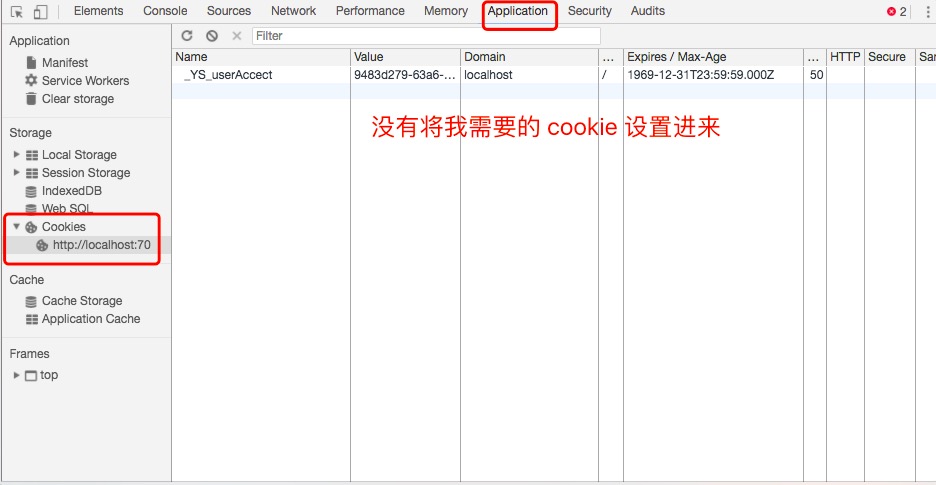 Elements Console Sources Network Performance Memory Application Security Audits 2
Application
Manifest
Service Workers
Clear storage
Storage
Local Storage
Session Storage
IndexedDB
Web SQL
Cookies
http://localhost:70
Cache
Cache Storage
Application Cache
Frames
top
Filter
Name Value Domain ... Expires / Max-Age ... HTTP Secure Sar
_YS_userAccect 9483d279-63a6-... localhost / 1969-12-31T23:59:59.000Z 50
没有将我需要的 cookie 设置进来